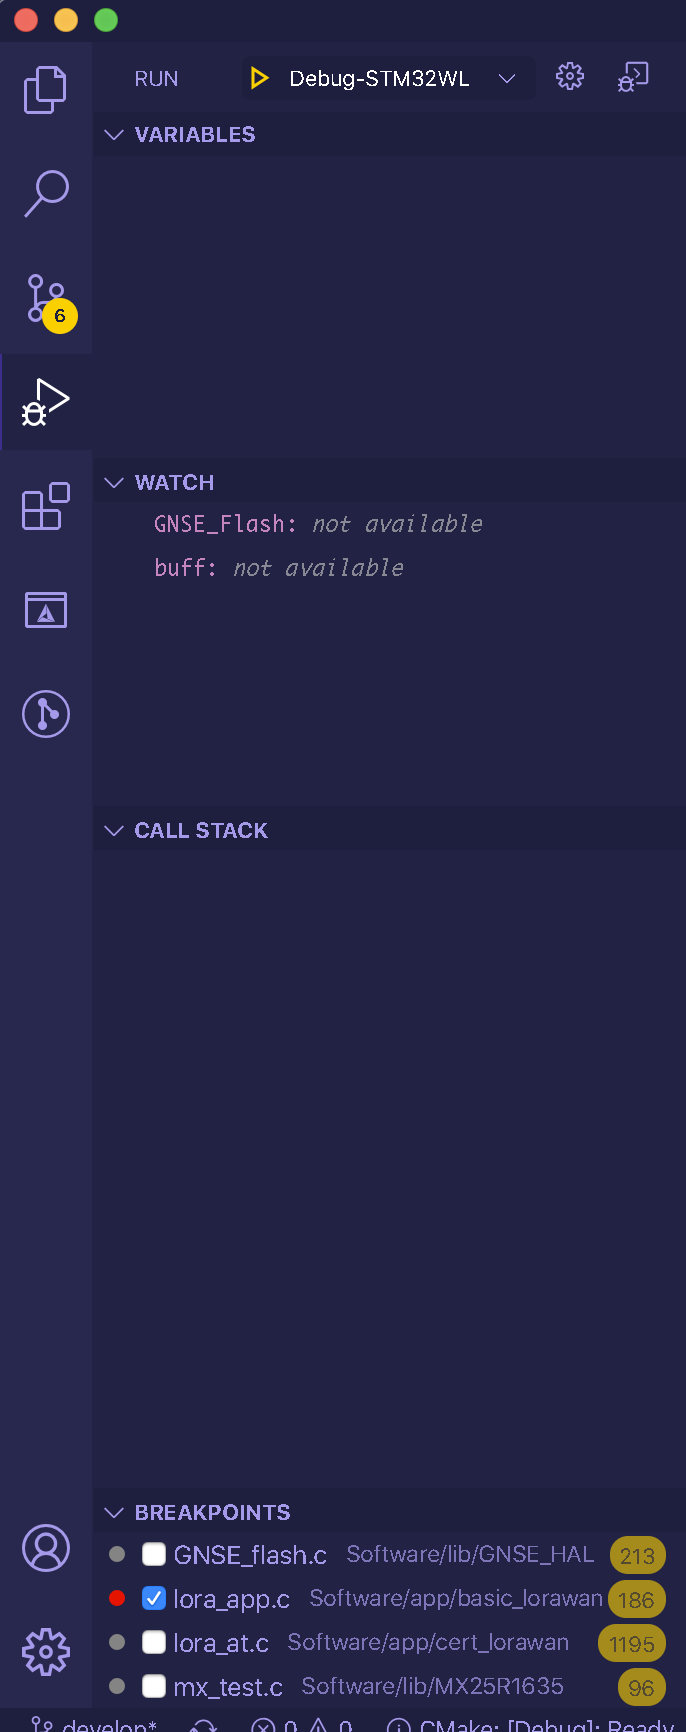 RUN Debug-STM32WL
VARIABLES
6
WATCH
GNSE_Flash: not available
buff: not available
CALL STACK
BREAKPOINTS
GNSE_flash.c Software/lib/GNSE_HAL 213
lora_app.c Software/app/basic_lorawan 186
lora_at.c Software/app/cert_lorawan 1195
mx_test.c Software/lib/MX25R1635 96
develop* 0 0 CMake: [Debug]: Ready